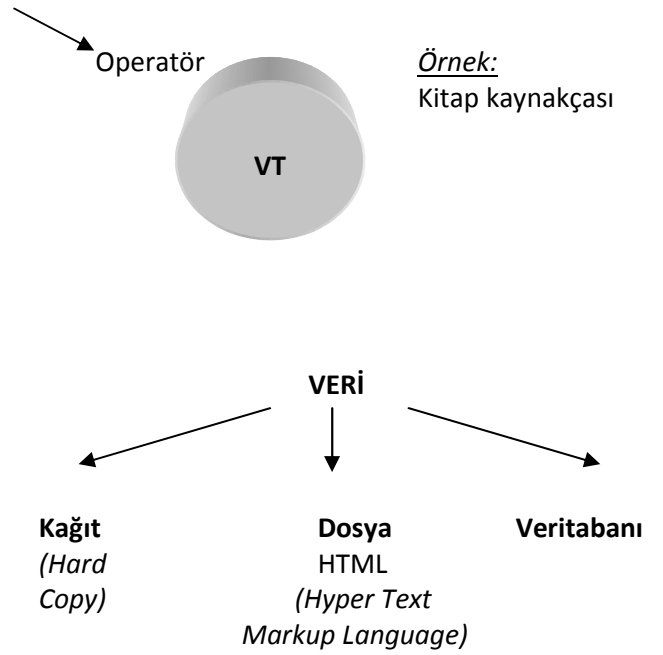 Operatör
Örnek:
Kitap kaynakçası
VT
VERİ
Kağıt
(Hard
Copy)
Dosya
HTML
(Hyper Text
Markup Language)
Veritabanı